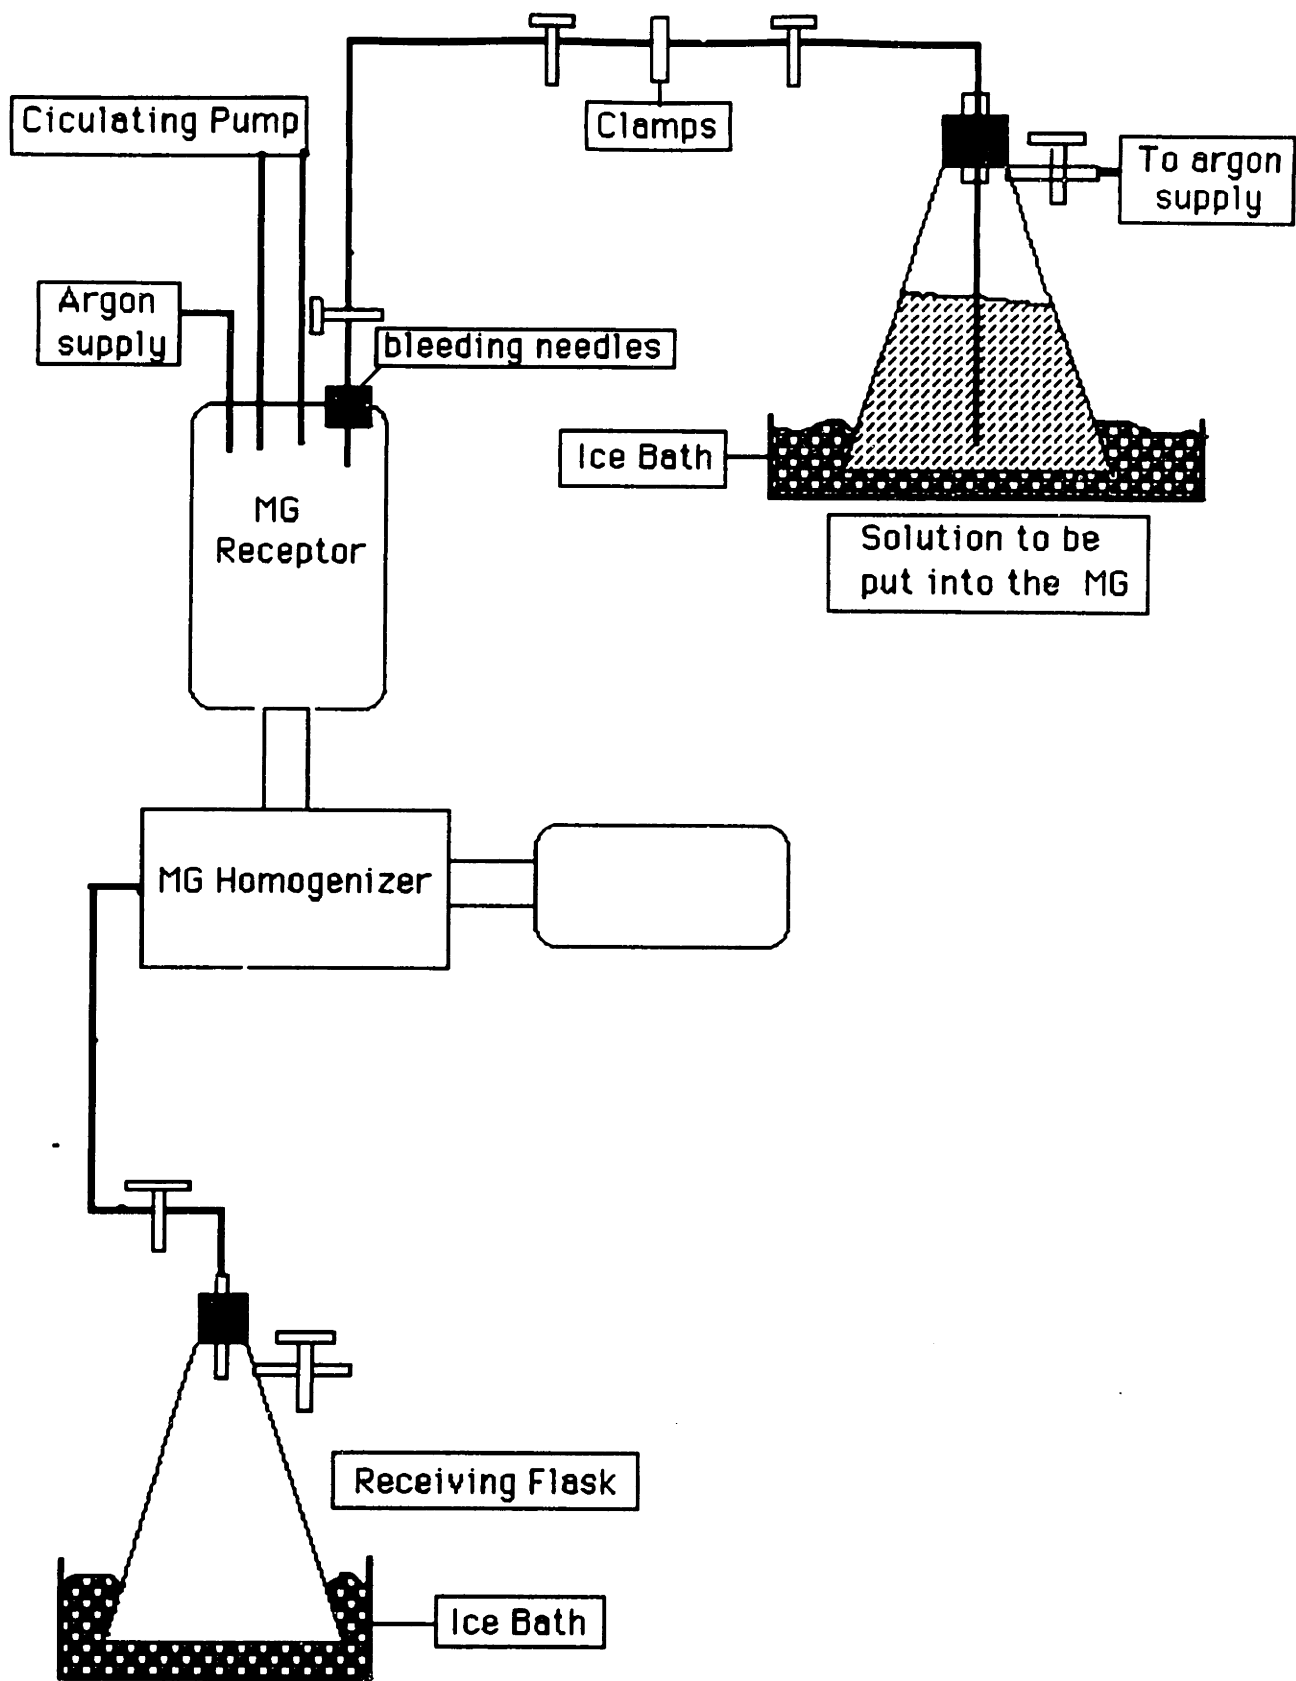 Ciculating Pump
Clamps
To argon
supply
Argon
supply
bleeding needles
Ice Bath
MG
Receptor
Solution to be
put into the MG
MG Homogenizer
Receiving Flask
Ice Bath